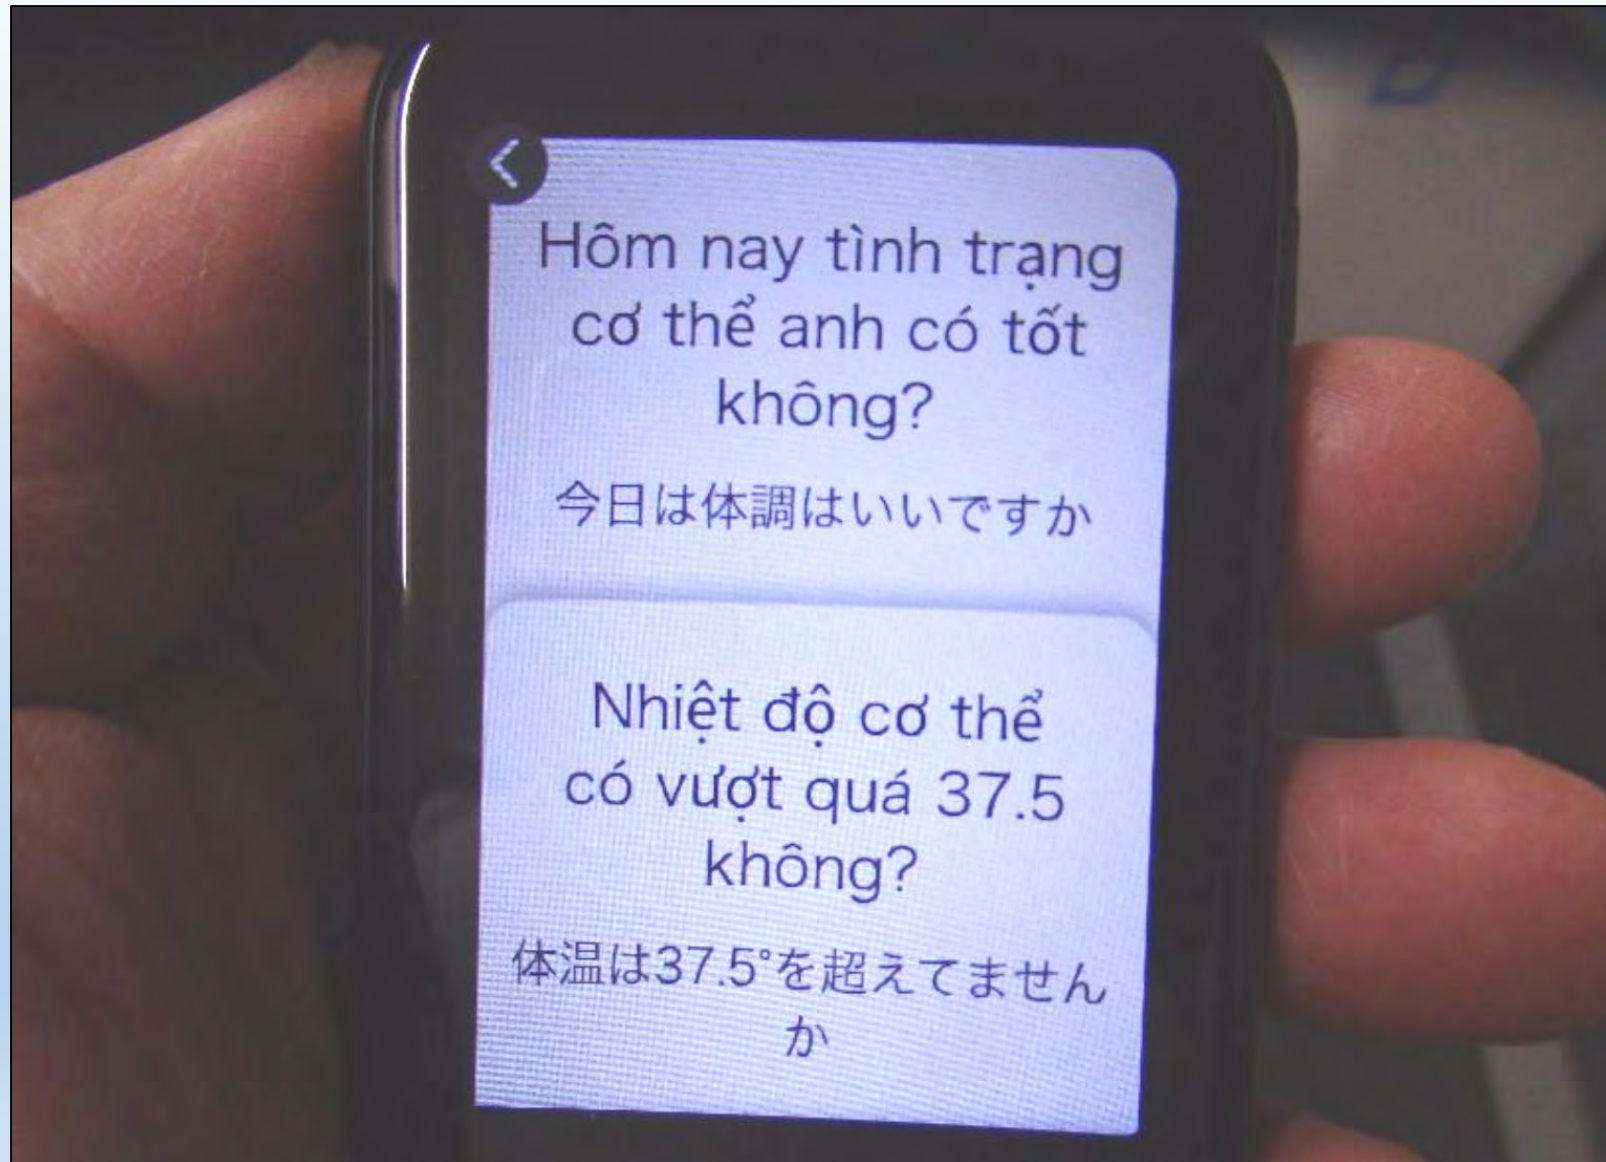 Hôm nay tình trạng
cơ thể anh có tốt
không?
今日は体調はいいですか
Nhiệt độ cơ thể
có vượt quá 37.5
không?
体温は37.5°を超えてません
か